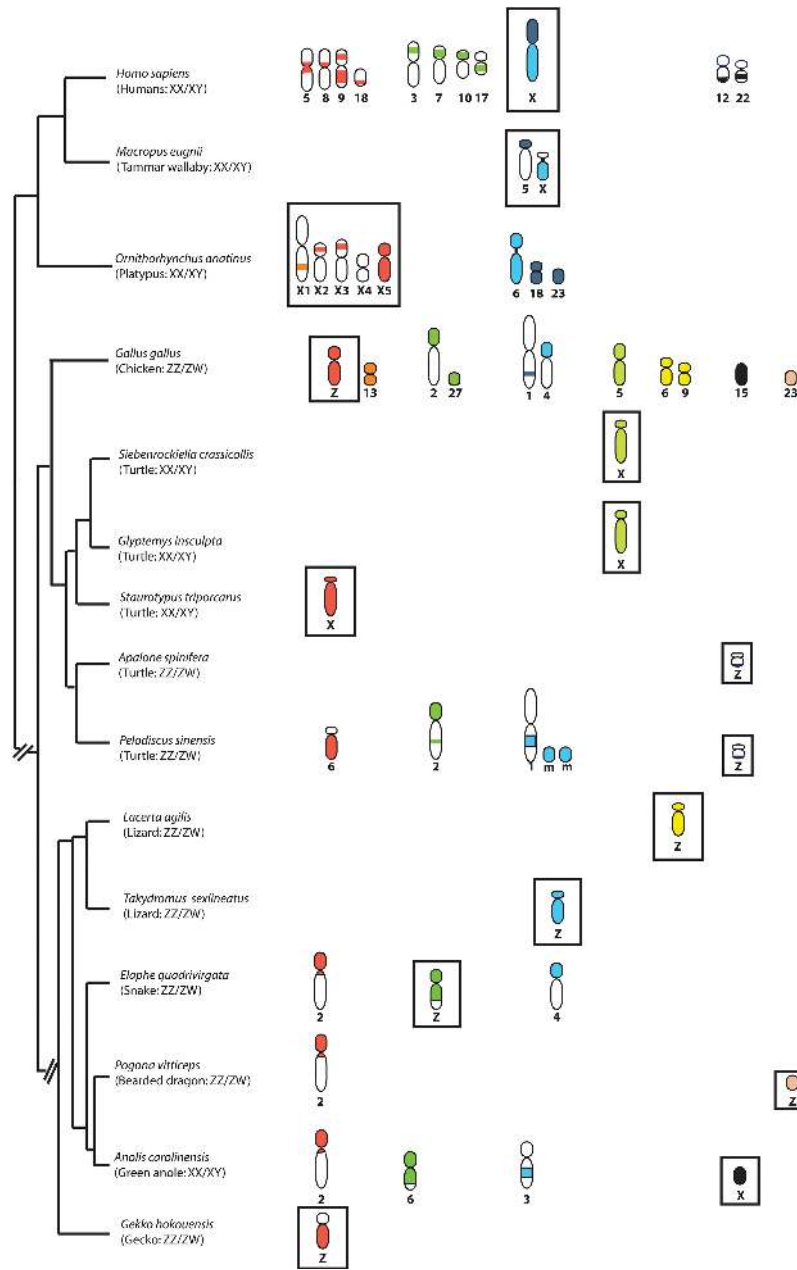 Homo sapiens
(Humans: XX/XY)
5 8 9 18 3 7 10 17 X 12 22
Macropus eugnii
(Tammar wallaby: XX/XY)
5 X
Ornithorhynchus anatinus
(Platypus: XX/XY)
X1 X2 X3 X4 X5 6 18 23
Gallus gallus
(Chicken: ZZ/ZW)
Z 13 2 27 1 4 5 6 9 15 23
Siebenrockiella crassicollis
(Turtle: XX/XY)
X
Glyptemys insculpta
(Turtle: XX/XY)
X
Staurotypus triporcarus
(Turtle: XX/XY)
X
Apalone spinifera
(Turtle: ZZ/ZW)
Z
Pelodiscus sinensis
(Turtle: ZZ/ZW)
6 2 1 m m Z
Lacerta agilis
(Lizard: ZZ/ZW)
Z
Takydromus sexlineatus
(Lizard: ZZ/ZW)
Z
Elaphe quadrivirgata
(Snake: ZZ/ZW)
2 Z 4
Pogona vitticeps
(Bearded dragon: ZZ/ZW)
2 Z
Anolis carolinensis
(Green anole: XX/XY)
2 6 3 X
Gekko hokouensis
(Gecko: ZZ/ZW)
Z